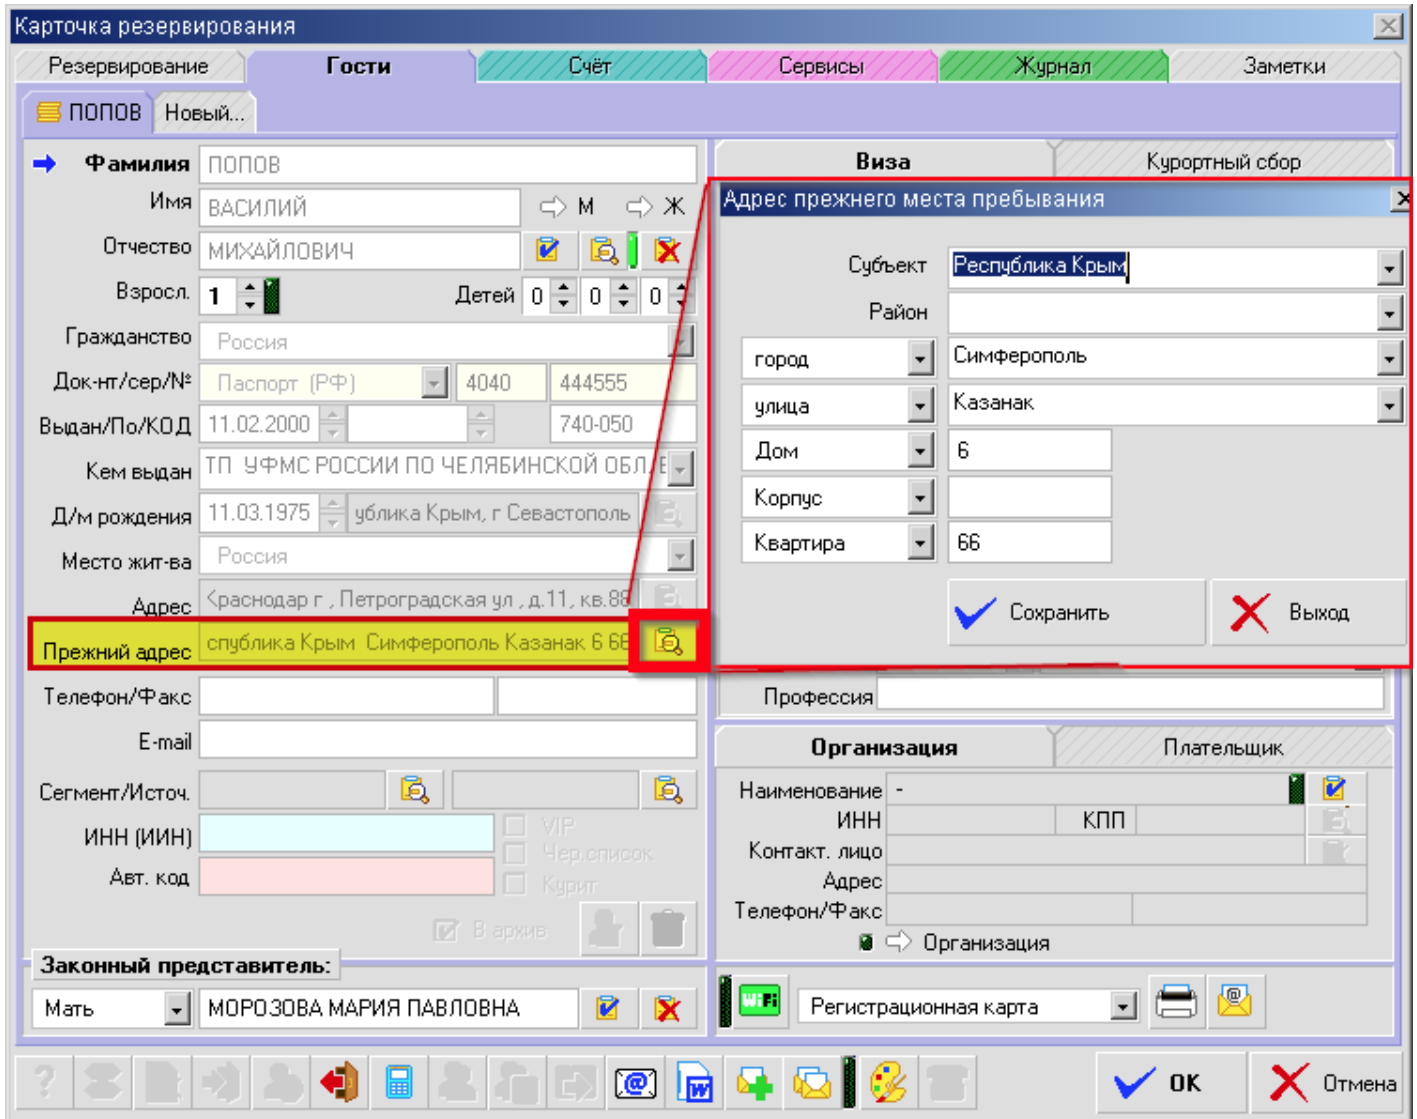 Карточка резервирования
Резервирование Гости Счёт Сервисы Журнал Заметки
ПОПОВ Новый...
Фамилия ПОПОВ
Имя ВАСИЛИЙ М Ж
Отчество МИХАЙЛОВИЧ
Взросл. 1 Детей 0 0 0
Гражданство Россия
Док-нт/сер/№ Паспорт (РФ) 4040 444555
Выдан/По/КОД 11.02.2000 740-050
Кем выдан ТП УФМС РОССИИ ПО ЧЕЛЯБИНСКОЙ ОБЛ
Д/м рождения 11.03.1975 ублика Крым, г Севастополь
Место жит-ва Россия
Адрес Краснодар г , Петроградская ул , д.11, кв.88
Прежний адрес спублика Крым Симферополь Казанак 6 66
Телефон/Факс
E-mail
Сегмент/Источ.
ИНН (ИИН) VIP
Чер.список
Авт. код Курит
В архив
Законный представитель:
Мать МОРОЗОВА МАРИЯ ПАВЛОВНА
Виза Курортный сбор
Адрес прежнего места пребывания
Субъект Республика Крым
Район
город Симферополь
улица Казанак
Дом 6
Корпус
Квартира 66
Сохранить Выход
Профессия
Организация Плательщик
Наименование -
ИНН КПП
Контакт. лицо
Адрес
Телефон/Факс
Организация
WiFi Регистрационная карта
OK Отмена